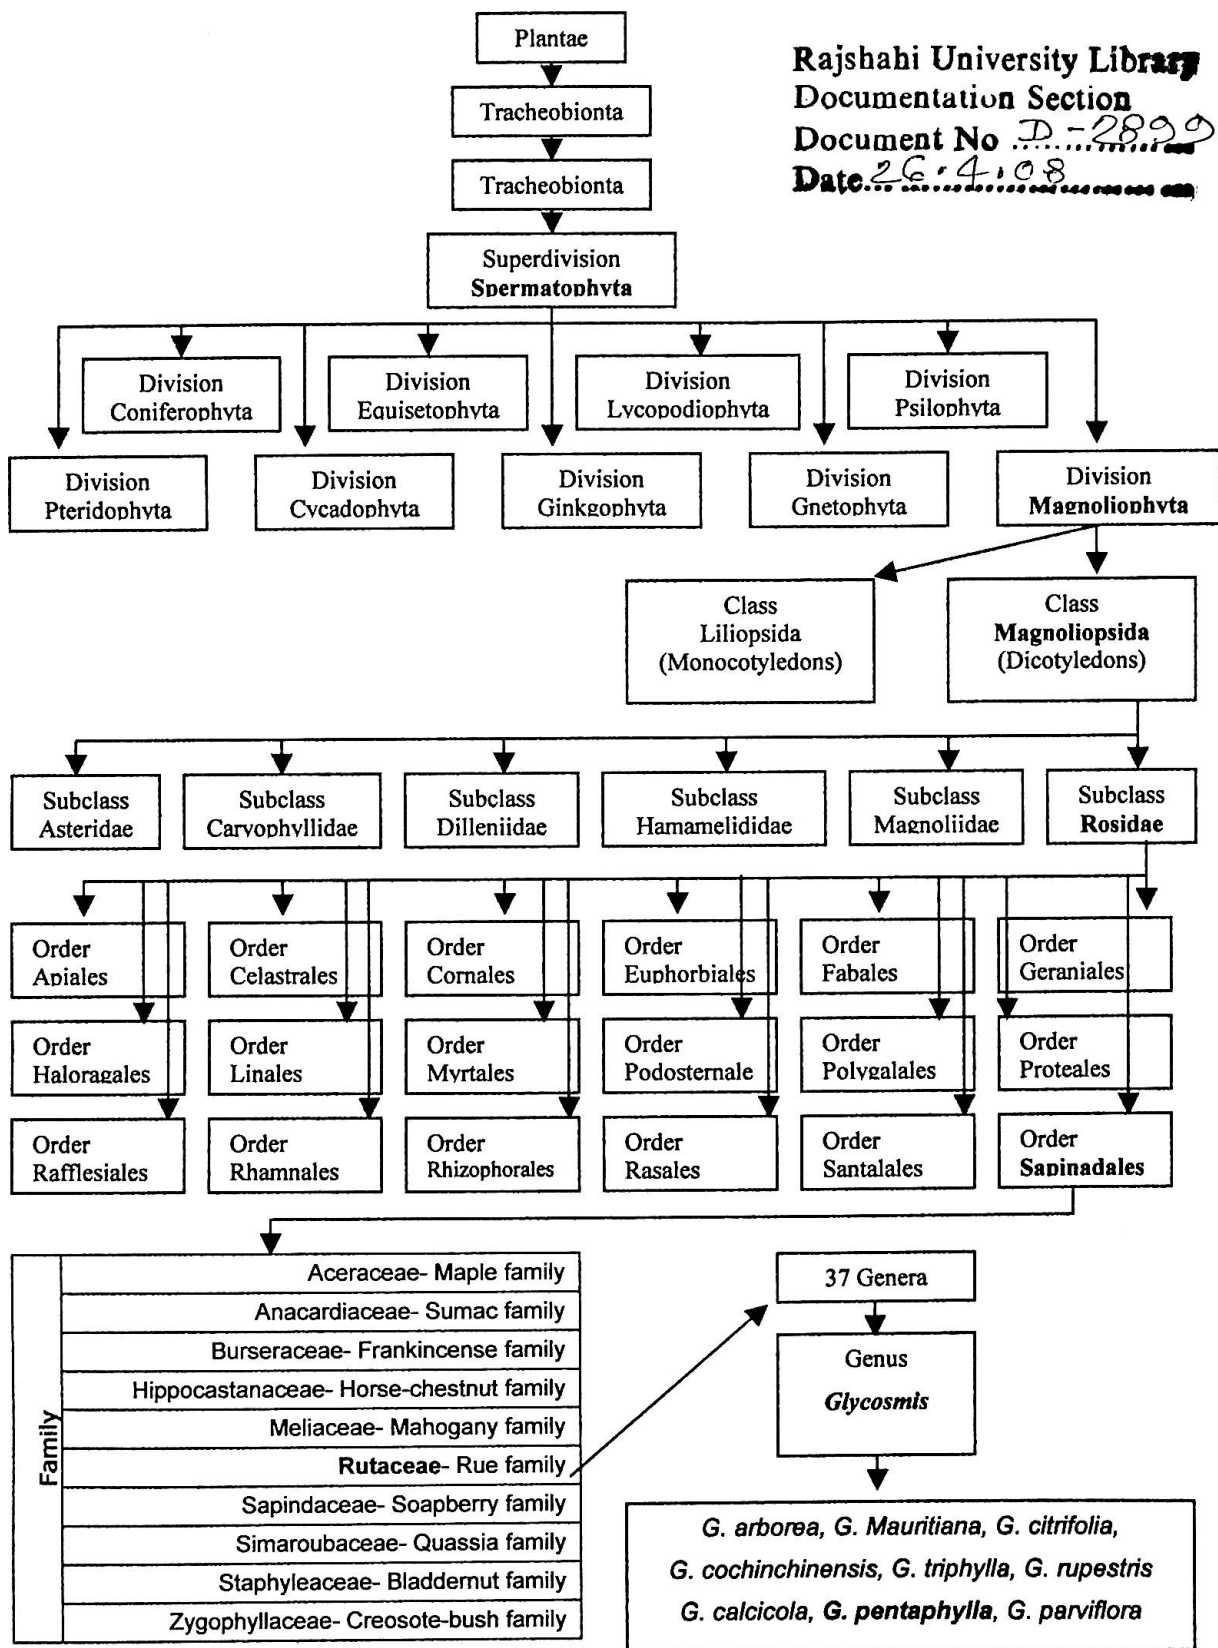 Plantae
Rajshahi University Library
Documentation Section
Document No D-2899
Date 26.4.08
Tracheobionta
Tracheobionta
Superdivision
Spermatophyta
Division
Coniferophyta
Division
Equisetophyta
Division
Lycopodiophyta
Division
Psilophyta
Division
Pteridophyta
Division
Cycadophyta
Division
Ginkgophyta
Division
Gnetophyta
Division
Magnoliophyta
Class
Liliopsida
(Monocotyledons)
Class
Magnoliopsida
(Dicotyledons)
Subclass
Asteridae
Subclass
Caryophyllidae
Subclass
Dilleniidae
Subclass
Hamamelididae
Subclass
Magnoliidae
Subclass
Rosidae
Order
Apiales
Order
Celastrales
Order
Cornales
Order
Euphorbiales
Order
Fabales
Order
Geraniales
Order
Haloragales
Order
Linales
Order
Myrtales
Order
Podosternale
Order
Polygalales
Order
Proteales
Order
Rafflesiales
Order
Rhamnales
Order
Rhizophorales
Order
Rasales
Order
Santalales
Order
Sapinadales
Family
Aceraceae- Maple family
Anacardiaceae- Sumac family
Burseraceae- Frankincense family
Hippocastanaceae- Horse-chestnut family
Meliaceae- Mahogany family
Rutaceae- Rue family
Sapindaceae- Soapberry family
Simaroubaceae- Quassia family
Staphyleaceae- Bladdernut family
Zygophyllaceae- Creosote-bush family
37 Genera
Genus
Glycosmis
G. arborea, G. Mauritiana, G. citrifolia,
G. cochinchinensis, G. triphylla, G. rupestris
G. calcicola, G. pentaphylla, G. parviflora